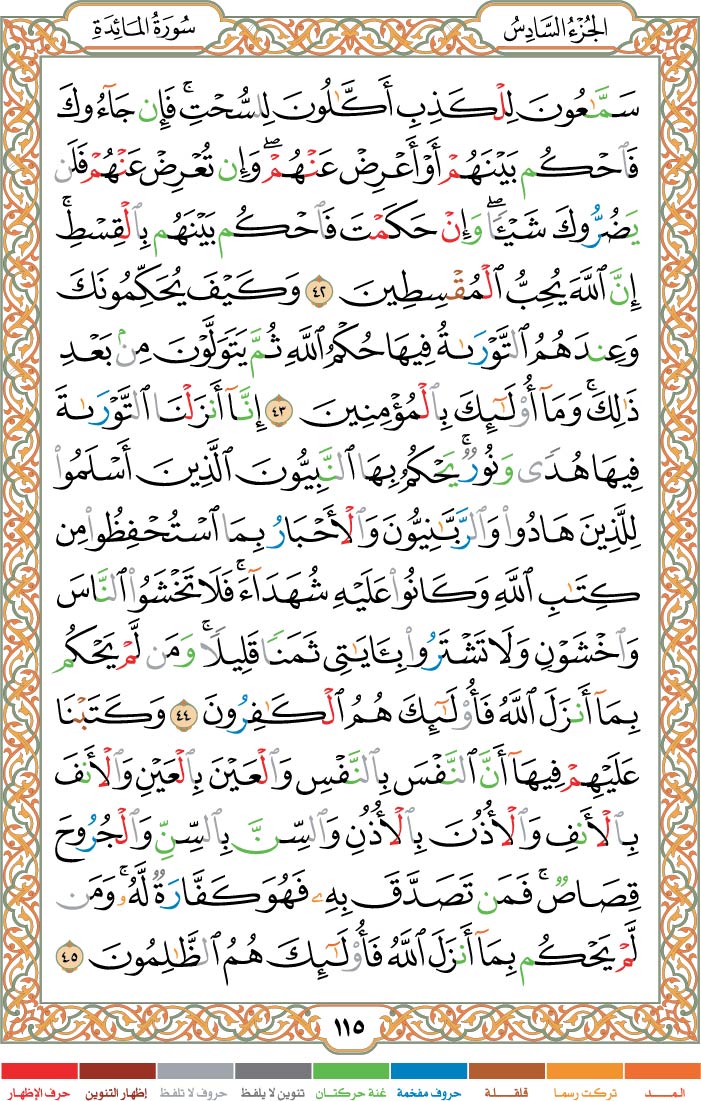 الجُزْءُ السَّادِسُ
سُورَةُ المَائِدَةِ
سَمَّٰعُونَ لِلْكَذِبِ أَكَّٰلُونَ لِلسُّحْتِ ۚ فَإِن جَآءُوكَ
فَٱحْكُم بَيْنَهُمْ أَوْ أَعْرِضْ عَنْهُمْ ۖ وَإِن تُعْرِضْ عَنْهُمْ فَلَن
يَضُرُّوكَ شَيْـًٔا ۖ وَإِنْ حَكَمْتَ فَٱحْكُم بَيْنَهُم بِٱلْقِسْطِ ۚ
إِنَّ ٱللَّهَ يُحِبُّ ٱلْمُقْسِطِينَ ٤٢ وَكَيْفَ يُحَكِّمُونَكَ
وَعِندَهُمُ ٱلتَّوْرَىٰةُ فِيهَا حُكْمُ ٱللَّهِ ثُمَّ يَتَوَلَّوْنَ مِنۢ بَعْدِ
ذَٰلِكَ ۚ وَمَآ أُو۟لَٰٓئِكَ بِٱلْمُؤْمِنِينَ ٤٣ إِنَّآ أَنزَلْنَا ٱلتَّوْرَىٰةَ
فِيهَا هُدًى وَنُورٌ ۚ يَحْكُمُ بِهَا ٱلنَّبِيُّونَ ٱلَّذِينَ أَسْلَمُوا۟
لِلَّذِينَ هَادُوا۟ وَٱلرَّبَّٰنِيُّونَ وَٱلْأَحْبَارُ بِمَا ٱسْتُحْفِظُوا۟ مِن
كِتَٰبِ ٱللَّهِ وَكَانُوا۟ عَلَيْهِ شُهَدَآءَ ۚ فَلَا تَخْشَوُا۟ ٱلنَّاسَ
وَٱخْشَوْنِ وَلَا تَشْتَرُوا۟ بِـَٔايَٰتِى ثَمَنًا قَلِيلًا ۚ وَمَن لَّمْ يَحْكُم
بِمَآ أَنزَلَ ٱللَّهُ فَأُو۟لَٰٓئِكَ هُمُ ٱلْكَٰفِرُونَ ٤٤ وَكَتَبْنَا
عَلَيْهِمْ فِيهَآ أَنَّ ٱلنَّفْسَ بِٱلنَّفْسِ وَٱلْعَيْنَ بِٱلْعَيْنِ وَٱلْأَنفَ
بِٱلْأَنفِ وَٱلْأُذُنَ بِٱلْأُذُنِ وَٱلسِّنَّ بِٱلسِّنِّ وَٱلْجُرُوحَ
قِصَاصٌ ۚ فَمَن تَصَدَّقَ بِهِۦ فَهُوَ كَفَّارَةٌ لَّهُۥ ۚ وَمَن
لَّمْ يَحْكُم بِمَآ أَنزَلَ ٱللَّهُ فَأُو۟لَٰٓئِكَ هُمُ ٱلظَّٰلِمُونَ ٤٥
١١٥
المـــد تركت رسما قلقـلـة حروف مفخمة غنة حركتان تنوين لا يلفظ حروف لا تلفظ إظهار التنوين حرف الإظهار